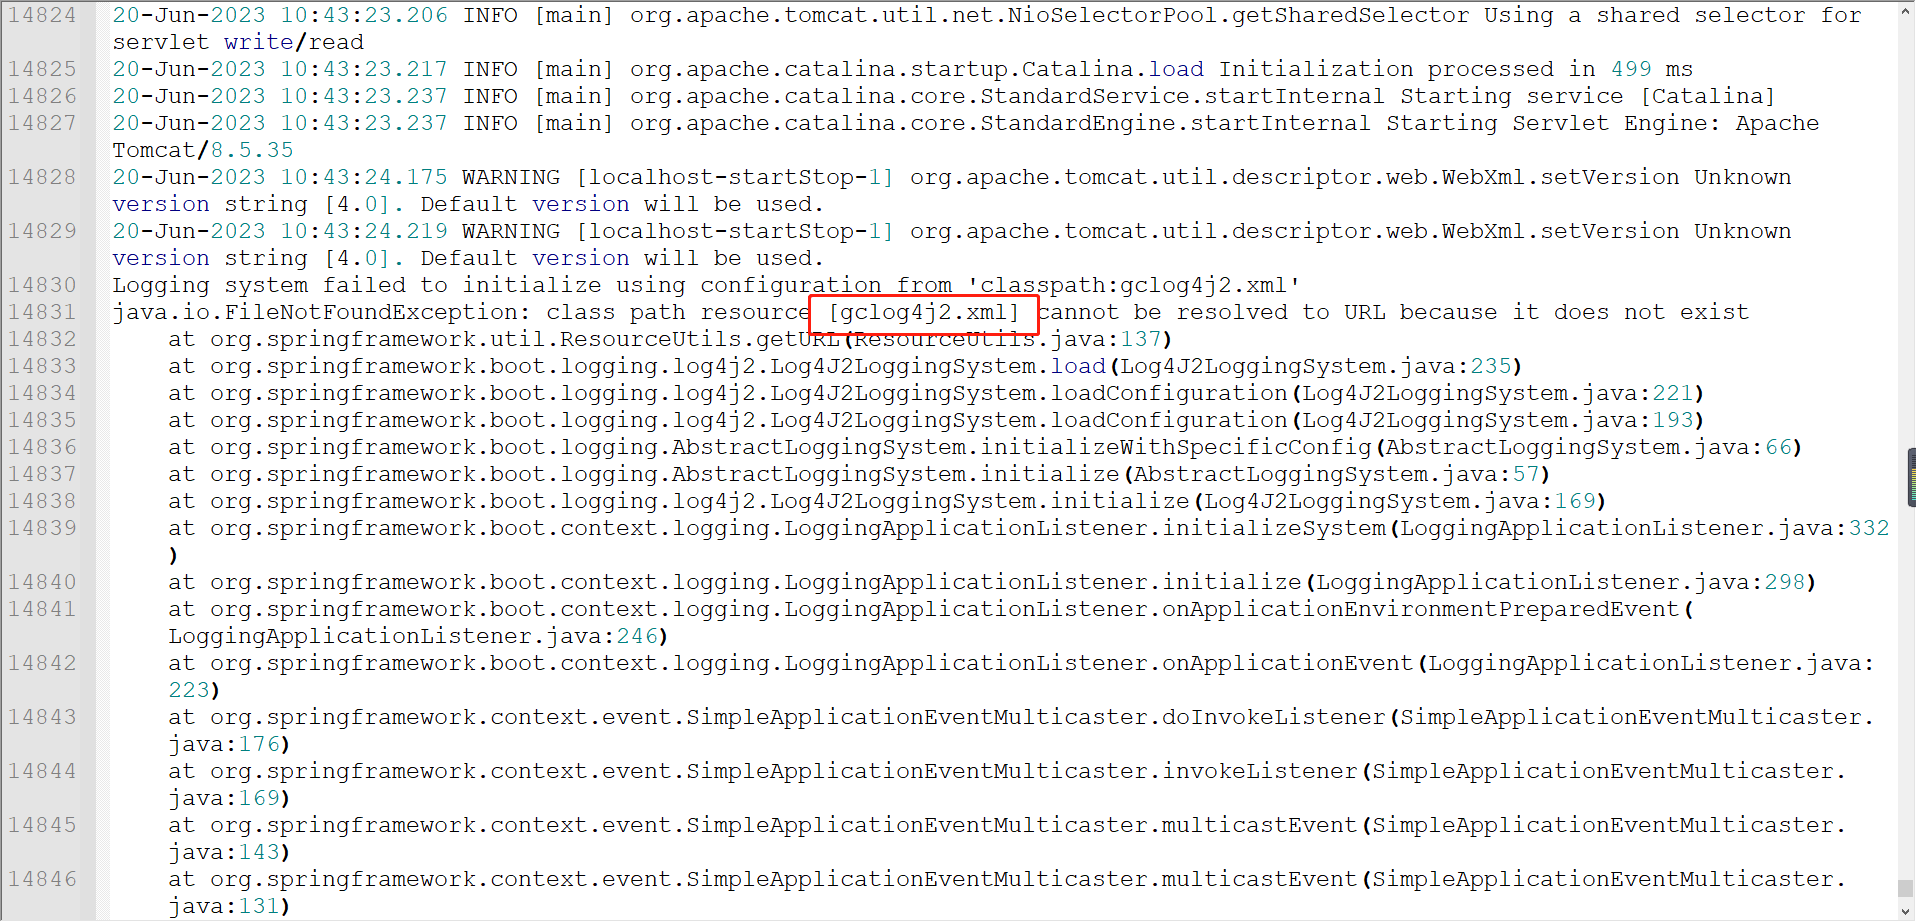 14824 20-Jun-2023 10:43:23.206 INFO [main] org.apache.tomcat.util.net.NioSelectorPool.getSharedSelector Using a shared selector for
servlet write/read
14825 20-Jun-2023 10:43:23.217 INFO [main] org.apache.catalina.startup.Catalina.load Initialization processed in 499 ms
14826 20-Jun-2023 10:43:23.237 INFO [main] org.apache.catalina.core.StandardService.startInternal Starting service [Catalina]
14827 20-Jun-2023 10:43:23.237 INFO [main] org.apache.catalina.core.StandardEngine.startInternal Starting Servlet Engine: Apache
Tomcat/8.5.35
14828 20-Jun-2023 10:43:24.175 WARNING [localhost-startStop-1] org.apache.tomcat.util.descriptor.web.WebXml.setVersion Unknown
version string [4.0]. Default version will be used.
14829 20-Jun-2023 10:43:24.219 WARNING [localhost-startStop-1] org.apache.tomcat.util.descriptor.web.WebXml.setVersion Unknown
version string [4.0]. Default version will be used.
14830 Logging system failed to initialize using configuration from 'classpath:gclog4j2.xml'
14831 java.io.FileNotFoundException: class path resource [gclog4j2.xml] cannot be resolved to URL because it does not exist
14832 at org.springframework.util.ResourceUtils.getURL(ResourceUtils.java:137)
14833 at org.springframework.boot.logging.log4j2.Log4J2LoggingSystem.load(Log4J2LoggingSystem.java:235)
14834 at org.springframework.boot.logging.log4j2.Log4J2LoggingSystem.loadConfiguration(Log4J2LoggingSystem.java:221)
14835 at org.springframework.boot.logging.log4j2.Log4J2LoggingSystem.loadConfiguration(Log4J2LoggingSystem.java:193)
14836 at org.springframework.boot.logging.AbstractLoggingSystem.initializeWithSpecificConfig(AbstractLoggingSystem.java:66)
14837 at org.springframework.boot.logging.AbstractLoggingSystem.initialize(AbstractLoggingSystem.java:57)
14838 at org.springframework.boot.logging.log4j2.Log4J2LoggingSystem.initialize(Log4J2LoggingSystem.java:169)
14839 at org.springframework.boot.context.logging.LoggingApplicationListener.initializeSystem(LoggingApplicationListener.java:332
)
14840 at org.springframework.boot.context.logging.LoggingApplicationListener.initialize(LoggingApplicationListener.java:298)
14841 at org.springframework.boot.context.logging.LoggingApplicationListener.onApplicationEnvironmentPreparedEvent(
LoggingApplicationListener.java:246)
14842 at org.springframework.boot.context.logging.LoggingApplicationListener.onApplicationEvent(LoggingApplicationListener.java:
223)
14843 at org.springframework.context.event.SimpleApplicationEventMulticaster.doInvokeListener(SimpleApplicationEventMulticaster.
java:176)
14844 at org.springframework.context.event.SimpleApplicationEventMulticaster.invokeListener(SimpleApplicationEventMulticaster.
java:169)
14845 at org.springframework.context.event.SimpleApplicationEventMulticaster.multicastEvent(SimpleApplicationEventMulticaster.
java:143)
14846 at org.springframework.context.event.SimpleApplicationEventMulticaster.multicastEvent(SimpleApplicationEventMulticaster.
java:131)